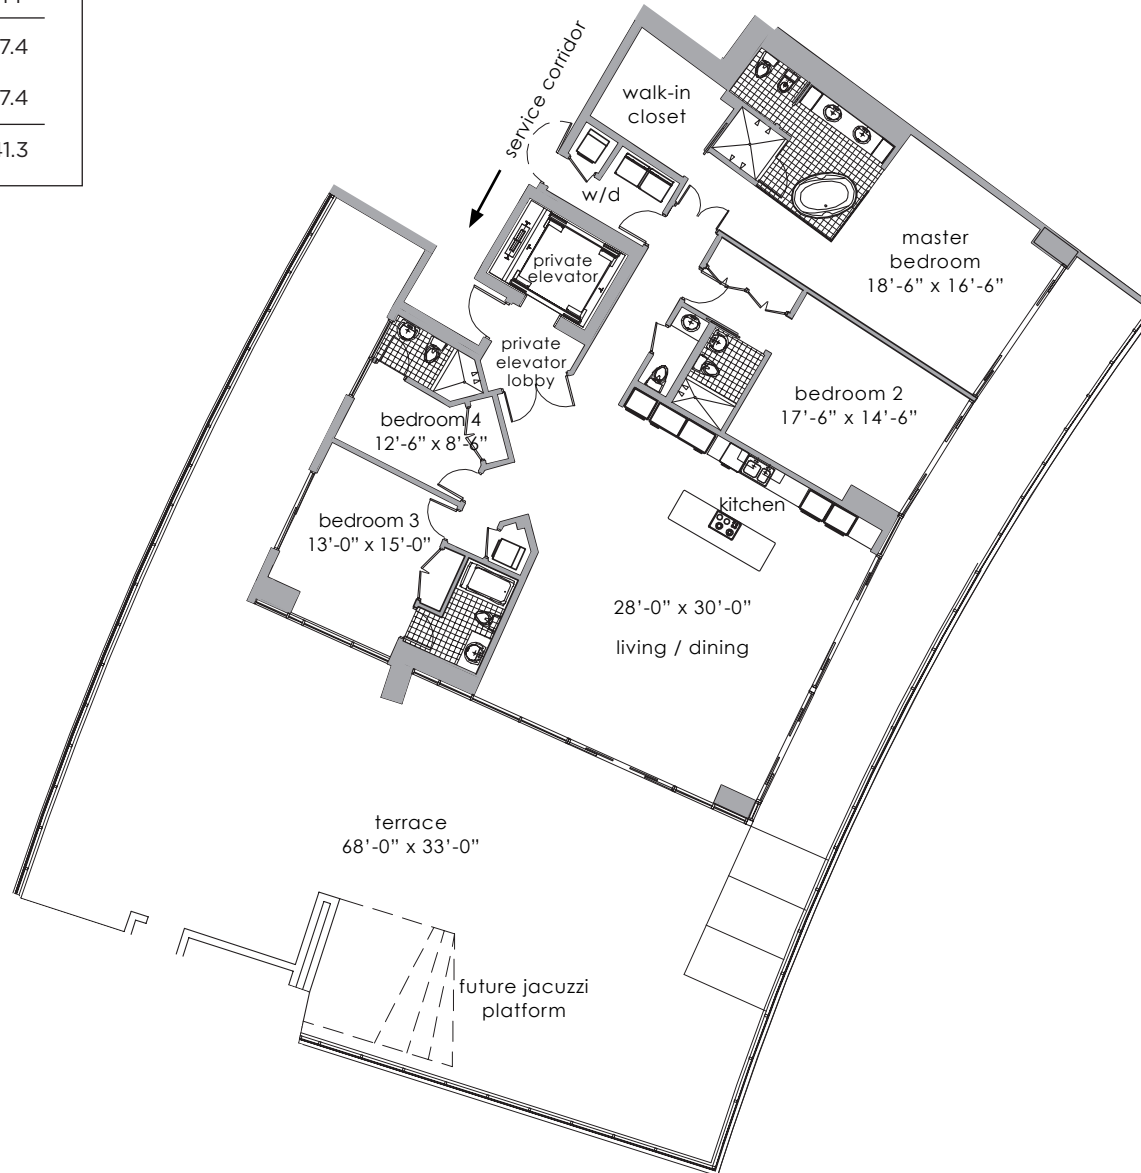 7.4
7.4
41.3
service corridor
walk-in
closet
w/d
private
elevator
master
bedroom
18’-6” x 16’-6”
private
elevator
lobby
bedroom 2
17’-6” x 14’-6”
bedroom 4
12’-6” x 8’-6”
kitchen
bedroom 3
13’-0” x 15’-0”
28’-0” x 30’-0”
living / dining
terrace
68’-0” x 33’-0”
future jacuzzi
platform